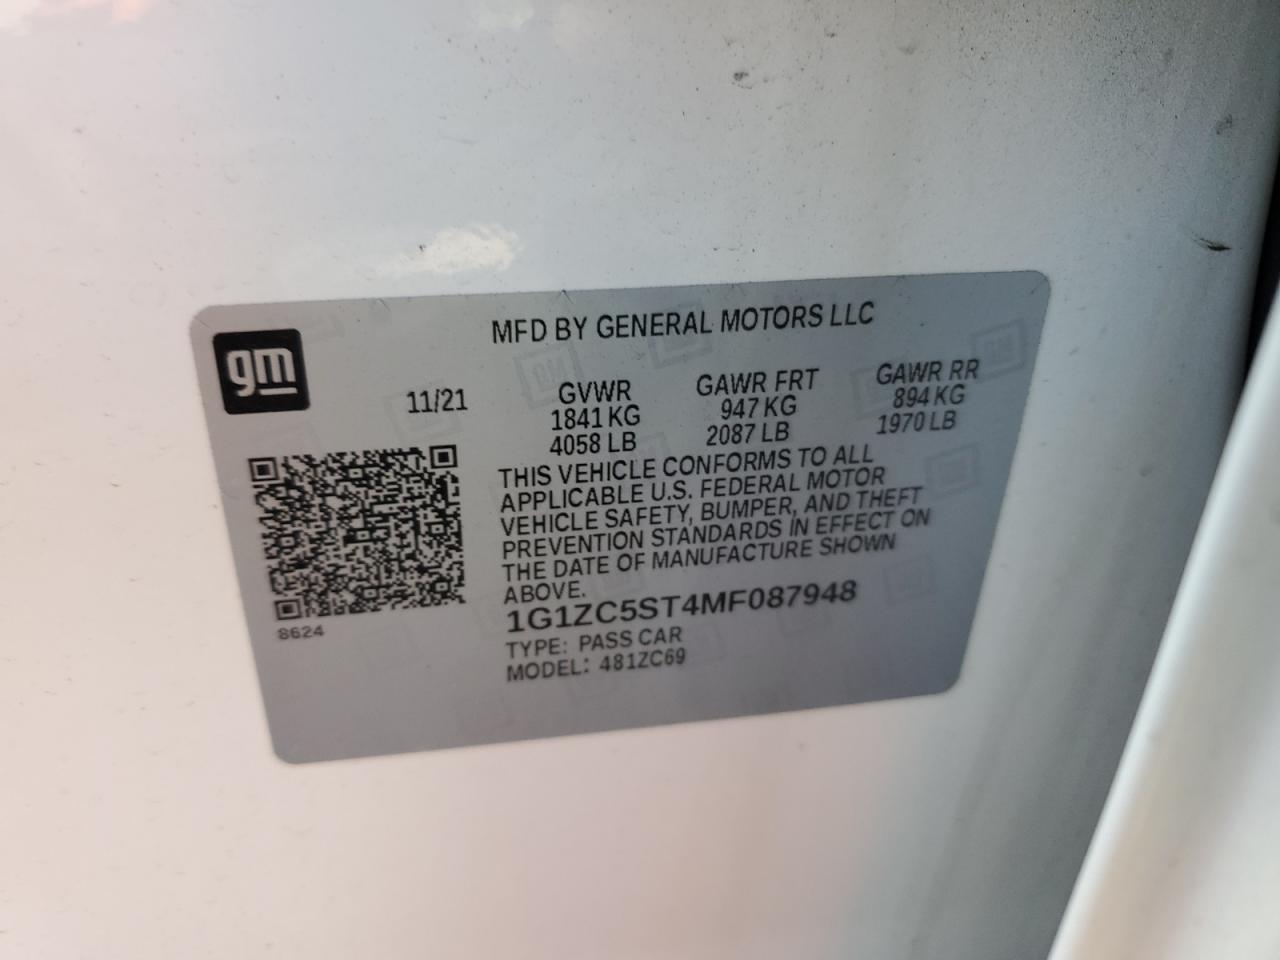 MFD BY GENERAL MOTORS LLC
gm
11/21
GVWR GAWR FRT GAWR RR
1841 KG 947 KG 894 KG
4058 LB 2087 LB 1970 LB
THIS VEHICLE CONFORMS TO ALL
APPLICABLE U.S. FEDERAL MOTOR
VEHICLE SAFETY, BUMPER, AND THEFT
PREVENTION STANDARDS IN EFFECT ON
THE DATE OF MANUFACTURE SHOWN
ABOVE.
1G1ZC5ST4MF087948
8624
TYPE: PASS CAR
MODEL: 481ZC69